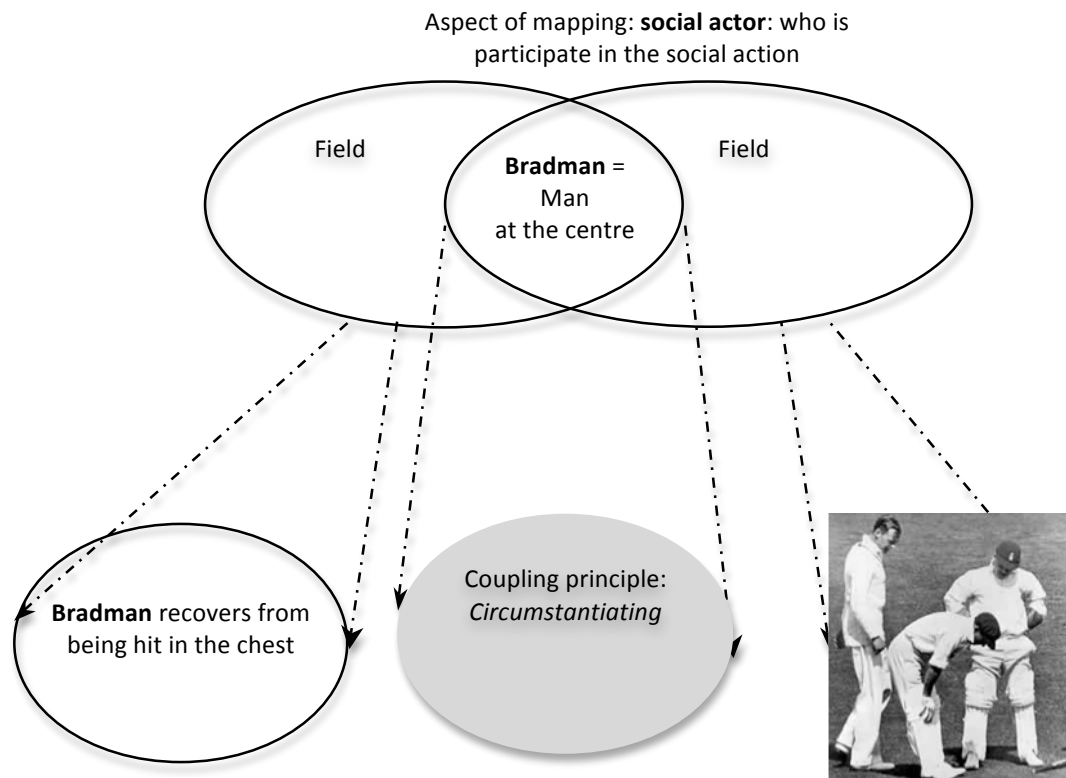 Aspect of mapping: social actor: who is
participate in the social action
Field
Field
Bradman =
Man
at the centre
Coupling principle:
Circumstantiating
Bradman recovers from
being hit in the chest